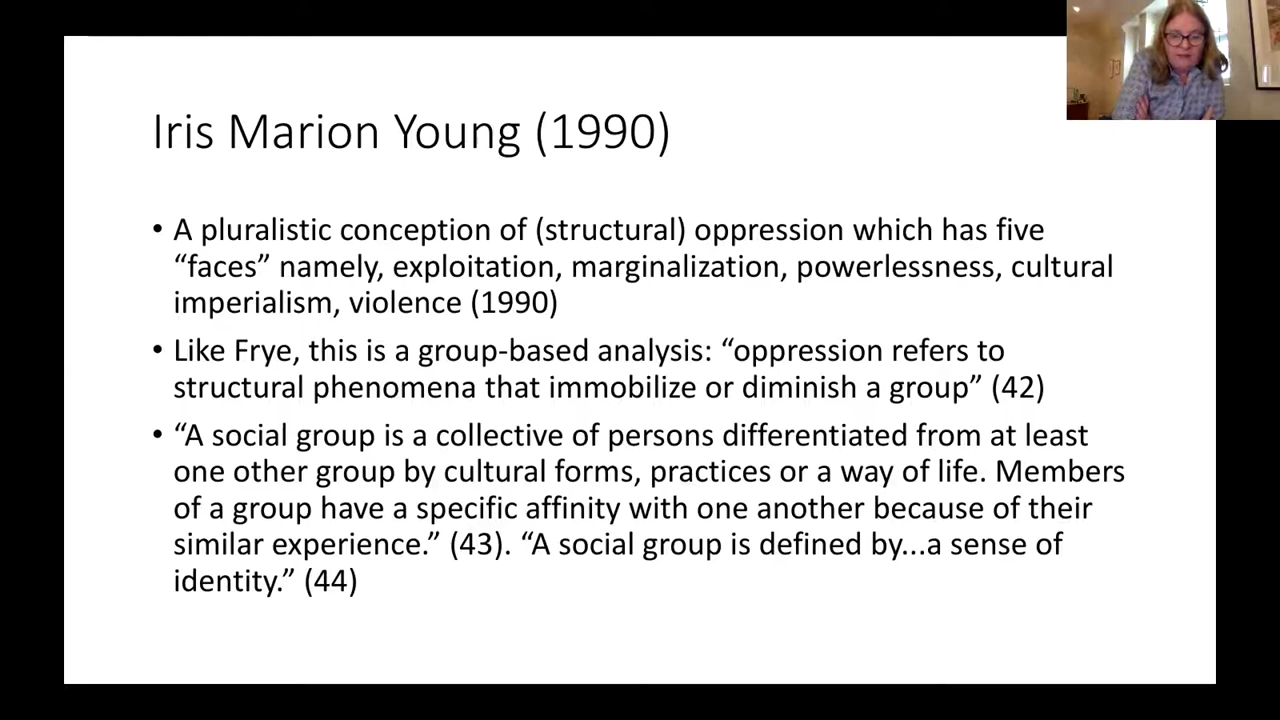 Iris Marion Young (1990)
• A pluralistic conception of (structural) oppression which has five
“faces” namely, exploitation, marginalization, powerlessness, cultural
imperialism, violence (1990)
• Like Frye, this is a group-based analysis: “oppression refers to
structural phenomena that immobilize or diminish a group” (42)
• “A social group is a collective of persons differentiated from at least
one other group by cultural forms, practices or a way of life. Members
of a group have a specific affinity with one another because of their
similar experience.” (43). “A social group is defined by...a sense of
identity.” (44)